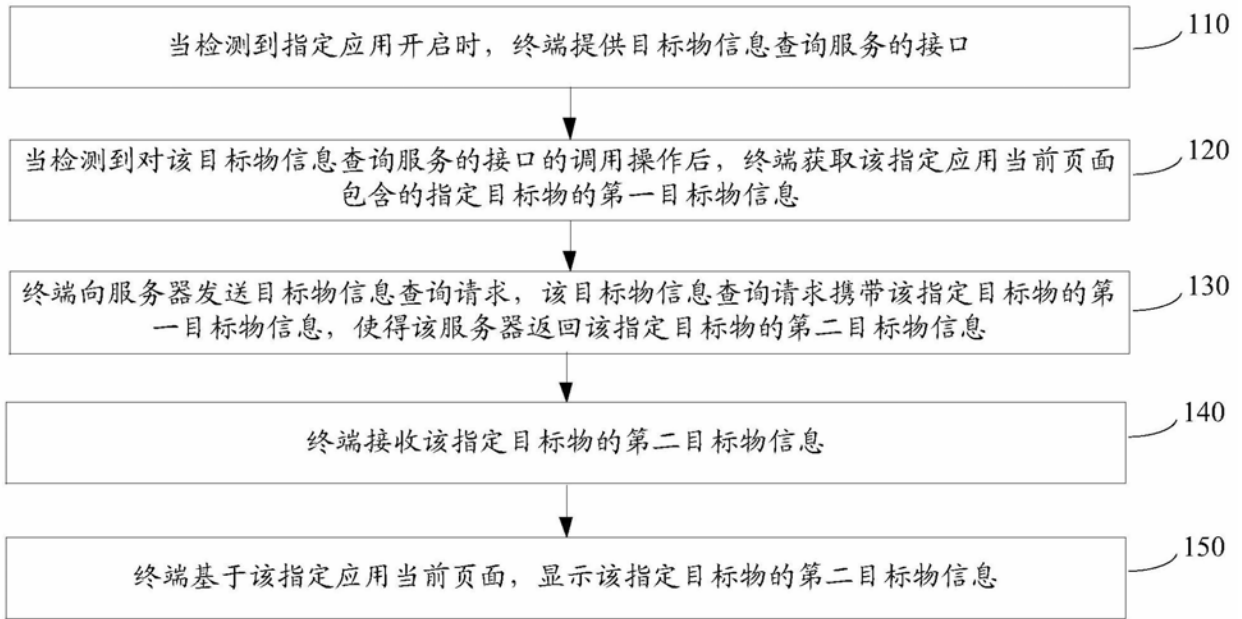 当检测到指定应用开启时，终端提供目标物信息查询服务的接口
110
当检测到对该目标物信息查询服务的接口的调用操作后，终端获取该指定应用当前页面
包含的指定目标物的第一目标物信息
120
终端向服务器发送目标物信息查询请求，该目标物信息查询请求携带该指定目标物的第
一目标物信息，使得该服务器返回该指定目标物的第二目标物信息
130
终端接收该指定目标物的第二目标物信息
140
终端基于该指定应用当前页面，显示该指定目标物的第二目标物信息
150